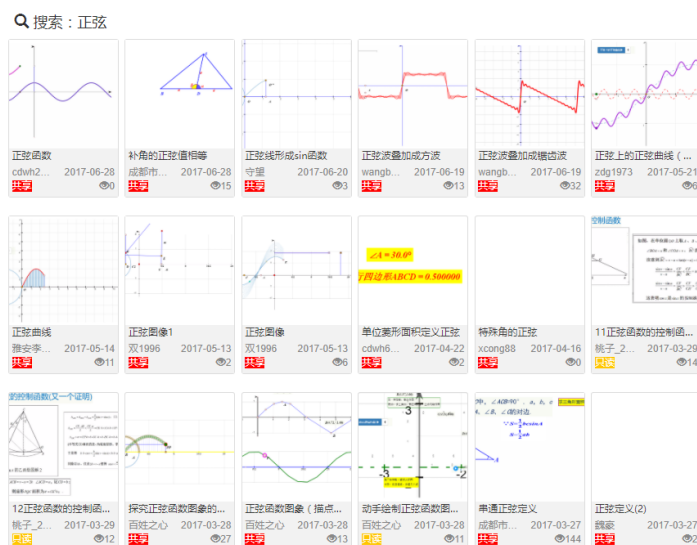 搜索：正弦
正弦函数
cdwh2...
2017-06-28
共享
0
补角的正弦值相等
成都市...
2017-06-28
共享
15
正弦线形成sin函数
守望
2017-06-20
共享
3
正弦波叠加成方波
wangb...
2017-06-19
共享
13
正弦波叠加成锯齿波
wangb...
2017-06-19
共享
32
正弦上的正弦曲线（...
zdg1973
2017-05-21
共享
正弦曲线
雅安李...
2017-05-14
共享
11
正弦图像1
双1996
2017-05-13
共享
2
正弦图像
双1996
2017-05-13
共享
6
∠A = 30.0°
四边形ABCD = 0.500000
单位菱形面积定义正弦
cdwh6...
2017-04-22
共享
2
特殊角的正弦
xcong88
2017-04-16
共享
0
控制函数
11正弦函数的控制函...
桃子_2...
2017-03-29
只读
14
的控制函数(又一个证明)
12正弦函数的控制函...
桃子_2...
2017-03-29
只读
12
探究正弦函数图象的...
百姓之心
2017-03-28
共享
27
正弦函数图象（描点...
百姓之心
2017-03-28
共享
13
3
-3
-2
动手绘制正弦函数图...
百姓之心
2017-03-28
只读
11
串通正弦定义
成都市...
2017-03-27
共享
144
正弦定义(2)
魏豪
2017-03-27
共享